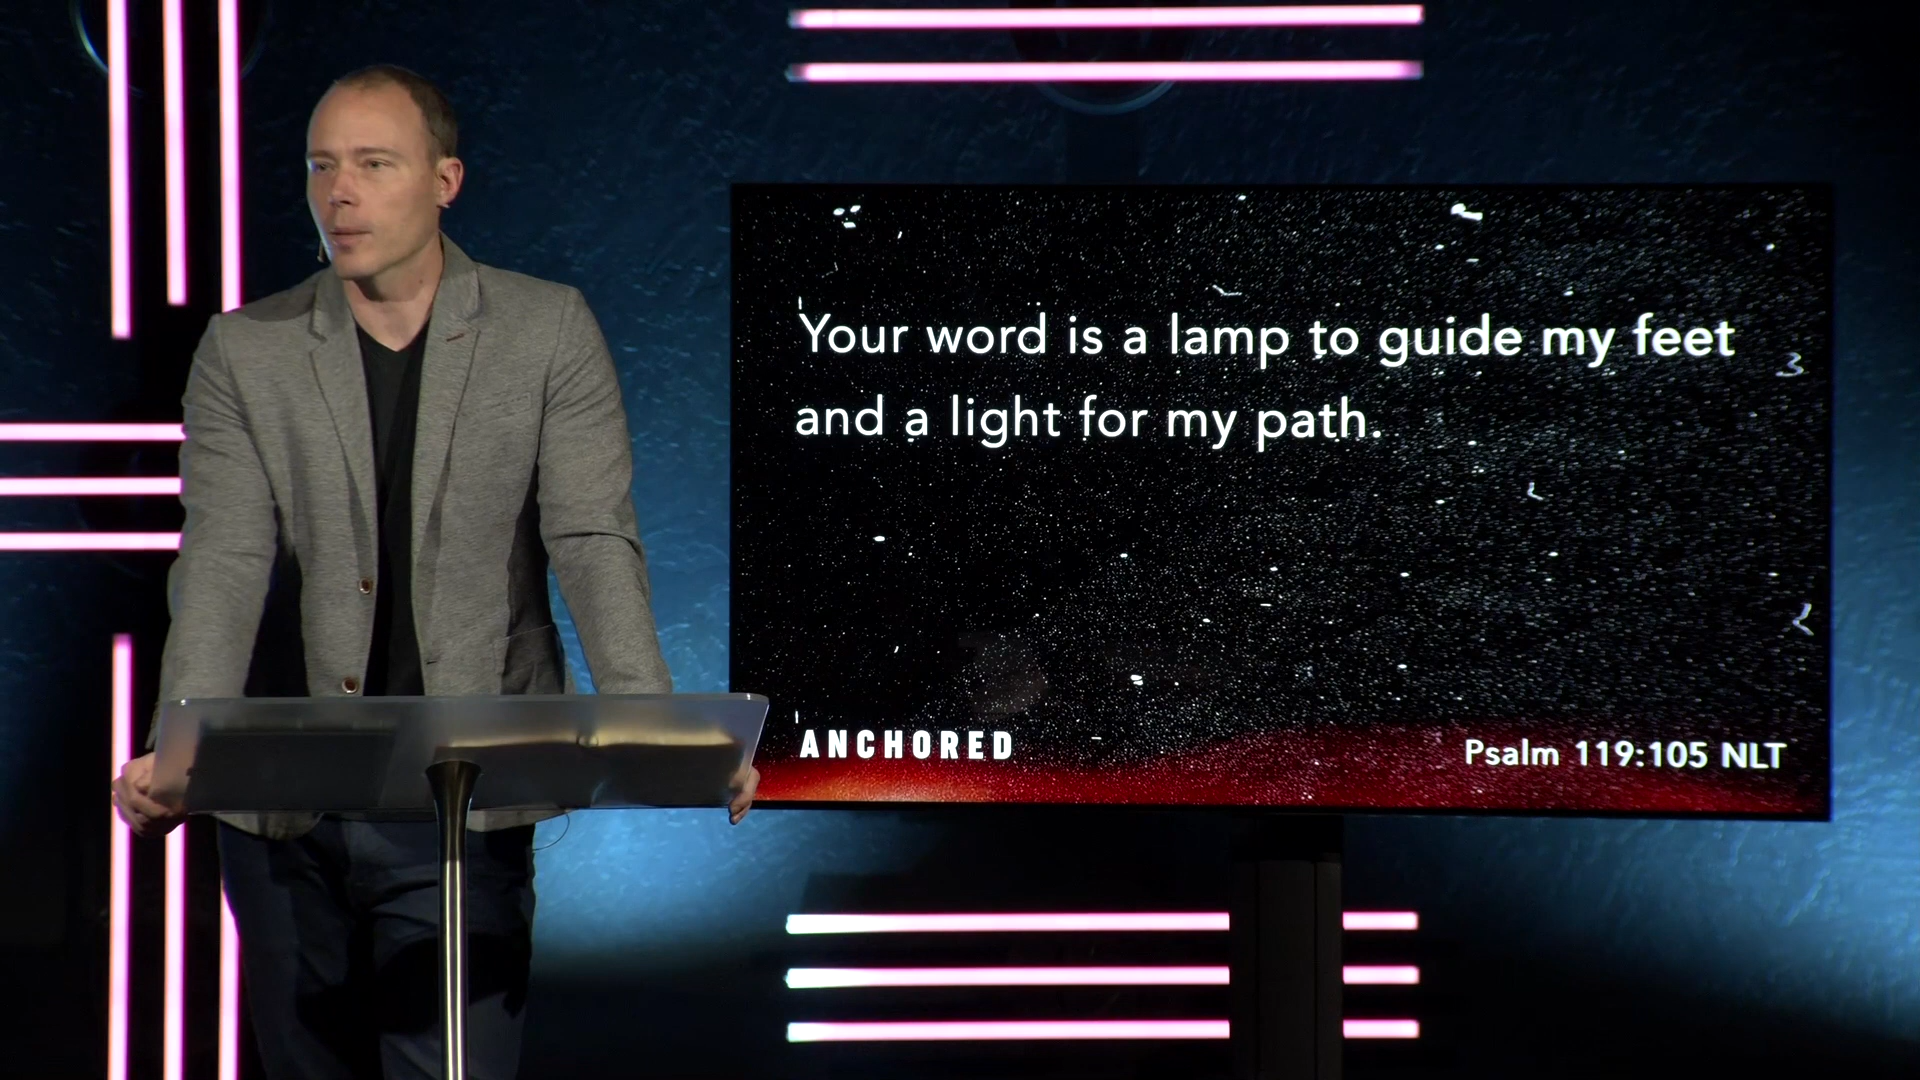 Your word is a lamp to guide my feet
and a light for my path.
ANCHORED
Psalm 119:105 NLT